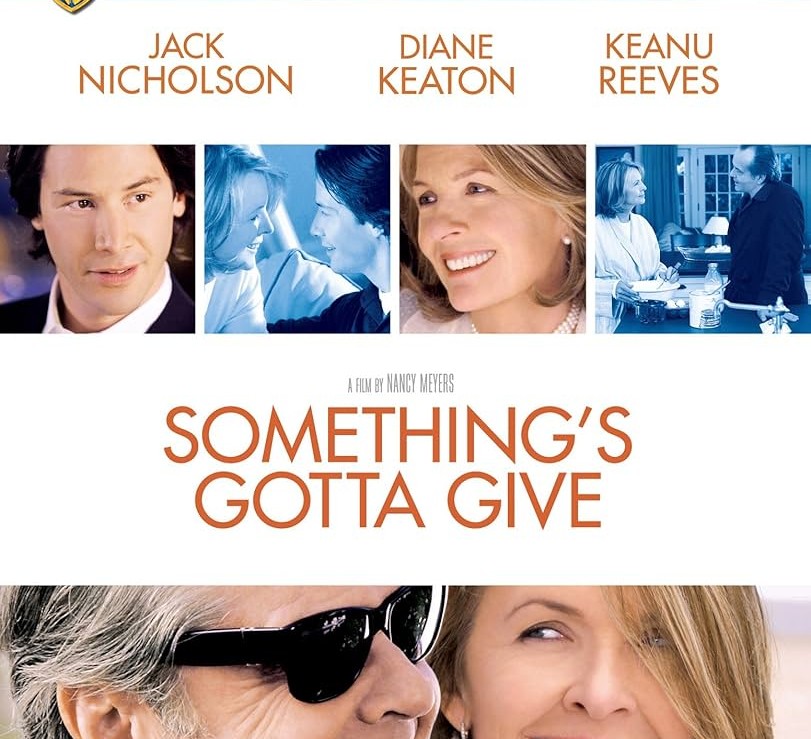 JACK
NICHOLSON
DIANE
KEATON
KEANU
REEVES
A FILM BY NANCY MEYERS
SOMETHING'S
GOTTA GIVE